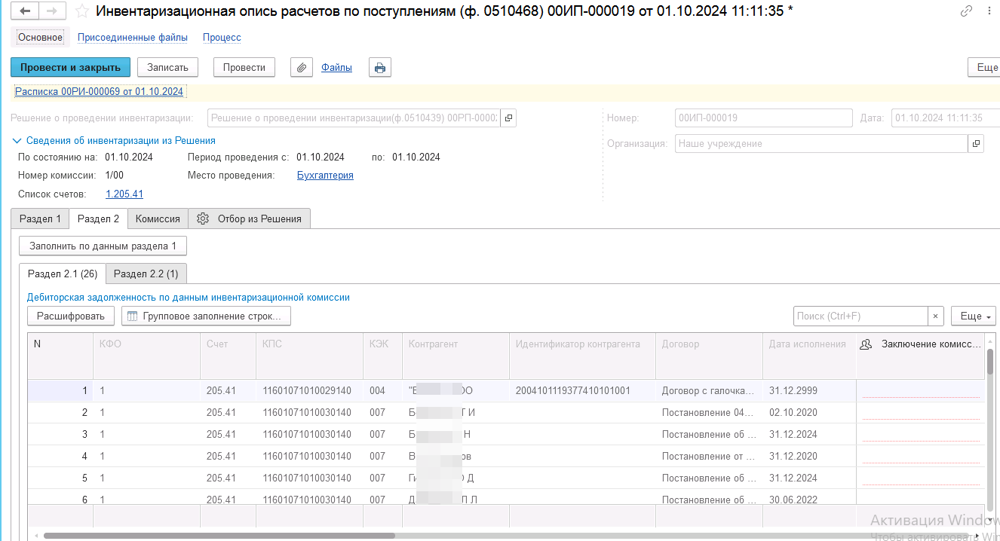 Инвентаризационная опись расчетов по поступлениям (ф. 0510468) 00ИП-000019 от 01.10.2024 11:11:35 *
Основное Присоединенные файлы Процесс
Провести и закрыть Записать Провести Файлы Еще
Расписка 00РИ-000069 от 01.10.2024
Решение о проведении инвентаризации: Решение о проведении инвентаризации(ф.0510439) 00РП-0000 Номер: 00ИП-000019 Дата: 01.10.2024 11:11:35
Сведения об инвентаризации из Решения Организация: Наше учреждение
По состоянию на: 01.10.2024 Период проведения с: 01.10.2024 по: 01.10.2024
Номер комиссии: 1/00 Место проведения: Бухгалтерия
Список счетов: 1.205.41
Раздел 1 Раздел 2 Комиссия Отбор из Решения
Заполнить по данным раздела 1
Раздел 2.1 (26) Раздел 2.2 (1)
Дебиторская задолженность по данным инвентаризационной комиссии
Расшифровать Групповое заполнение строк... Поиск (Ctrl+F) × Еще
N КФО Счет КПС КЭК Контрагент Идентификатор контрагента Договор Дата исполнения Заключение комисс...
1 1 205.41 11601071010029140 004 "В ОО 2004101119377410101001 Договор с галочка... 31.12.2999
2 1 205.41 11601071010030140 007 Б Т И Постановление 04... 02.10.2020
3 1 205.41 11601071010030140 007 Б Н Постановление об ... 31.12.2024
4 1 205.41 11601071010030140 007 В ов Постановление от ... 31.12.2020
5 1 205.41 11601071010030140 007 Ги О Д Постановление об ... 31.12.2024
6 1 205.41 11601071010030140 007 Д Л Л Постановление об ... 30.06.2022
Активация Window
Чтобы активировать Win